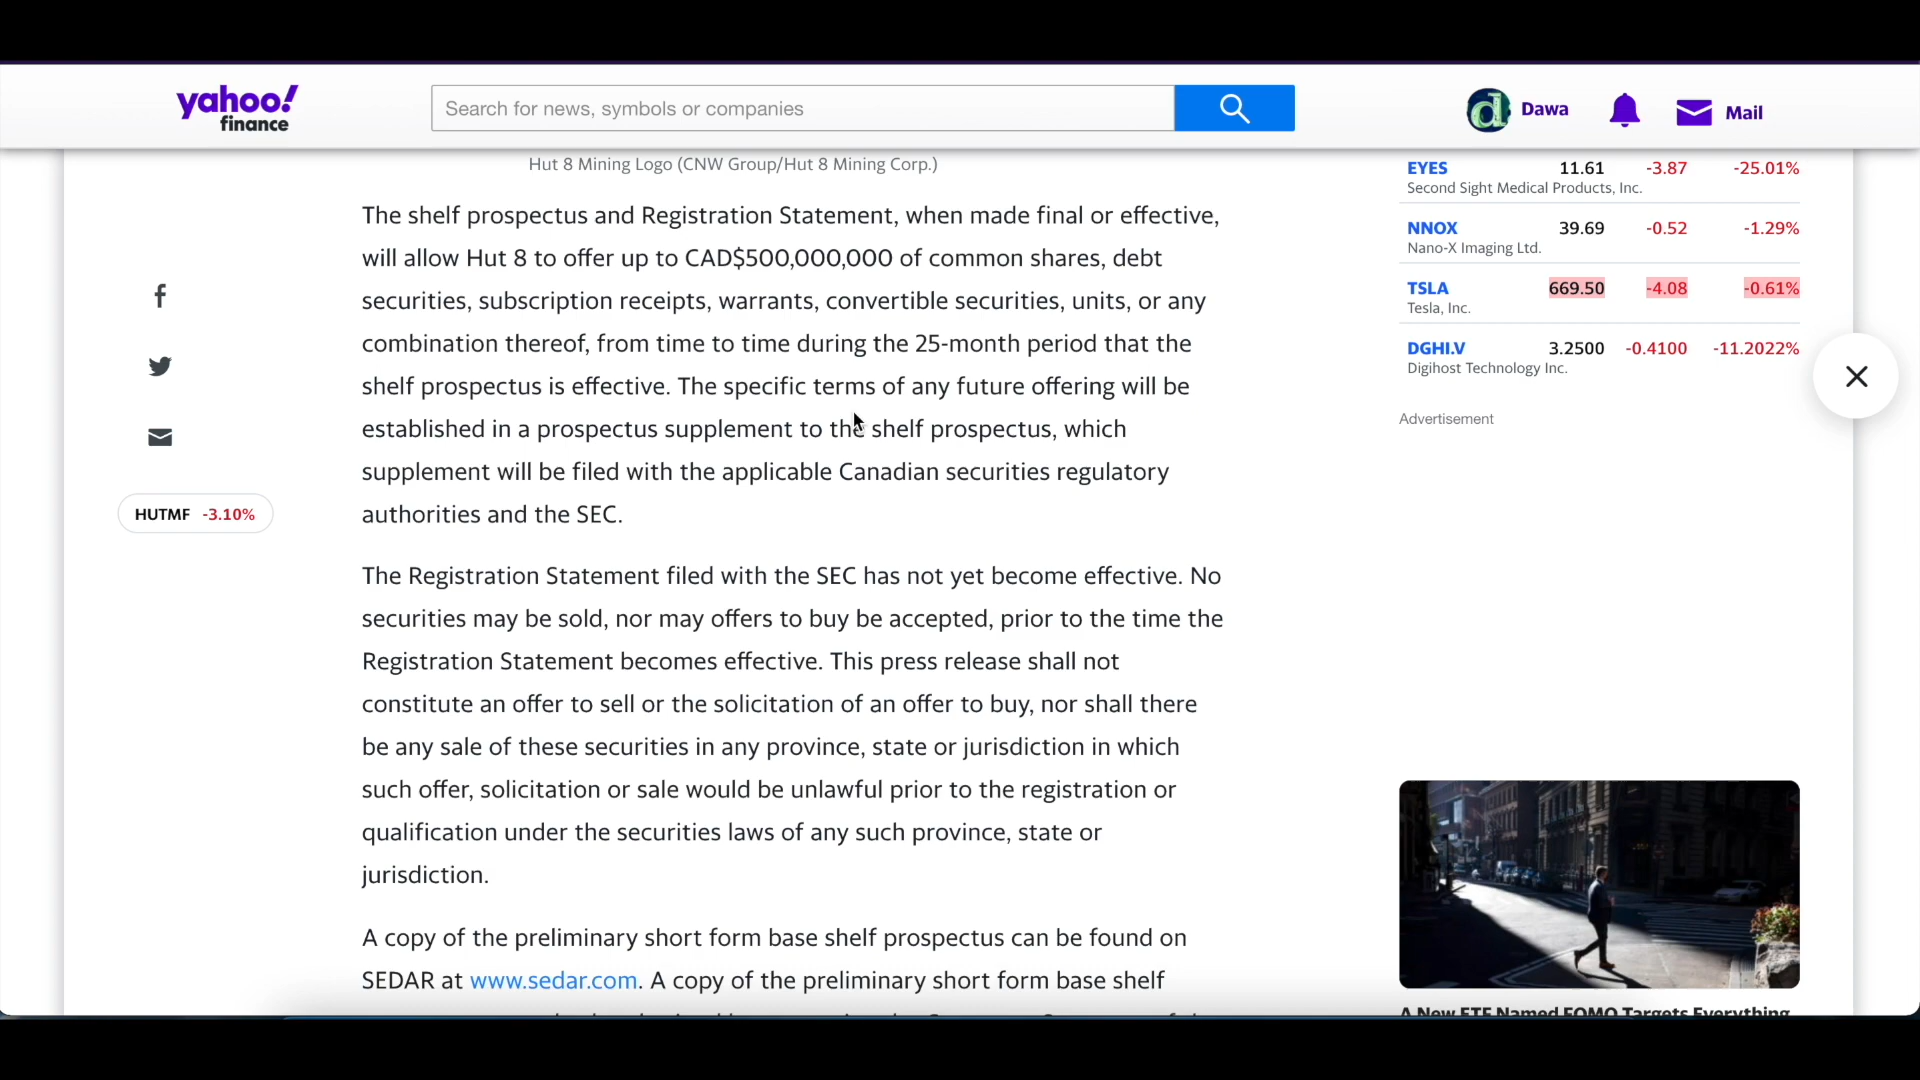 yahoo!
finance
Search for news, symbols or companies
Dawa
Mail
Hut 8 Mining Logo (CNW Group/Hut 8 Mining Corp.)
The shelf prospectus and Registration Statement, when made final or effective,
will allow Hut 8 to offer up to CAD$500,000,000 of common shares, debt
securities, subscription receipts, warrants, convertible securities, units, or any
combination thereof, from time to time during the 25-month period that the
shelf prospectus is effective. The specific terms of any future offering will be
established in a prospectus supplement to the shelf prospectus, which
supplement will be filed with the applicable Canadian securities regulatory
authorities and the SEC.
HUTMF -3.10%
The Registration Statement filed with the SEC has not yet become effective. No
securities may be sold, nor may offers to buy be accepted, prior to the time the
Registration Statement becomes effective. This press release shall not
constitute an offer to sell or the solicitation of an offer to buy, nor shall there
be any sale of these securities in any province, state or jurisdiction in which
such offer, solicitation or sale would be unlawful prior to the registration or
qualification under the securities laws of any such province, state or
jurisdiction.
A copy of the preliminary short form base shelf prospectus can be found on
SEDAR at www.sedar.com. A copy of the preliminary short form base shelf
EYES 11.61 -3.87 -25.01%
Second Sight Medical Products, Inc.
NNOX 39.69 -0.52 -1.29%
Nano-X Imaging Ltd.
TSLA 669.50 -4.08 -0.61%
Tesla, Inc.
DGHI.V 3.2500 -0.4100 -11.2022%
Digihost Technology Inc.
Advertisement
A New ETF Named FOMO Targets Everything